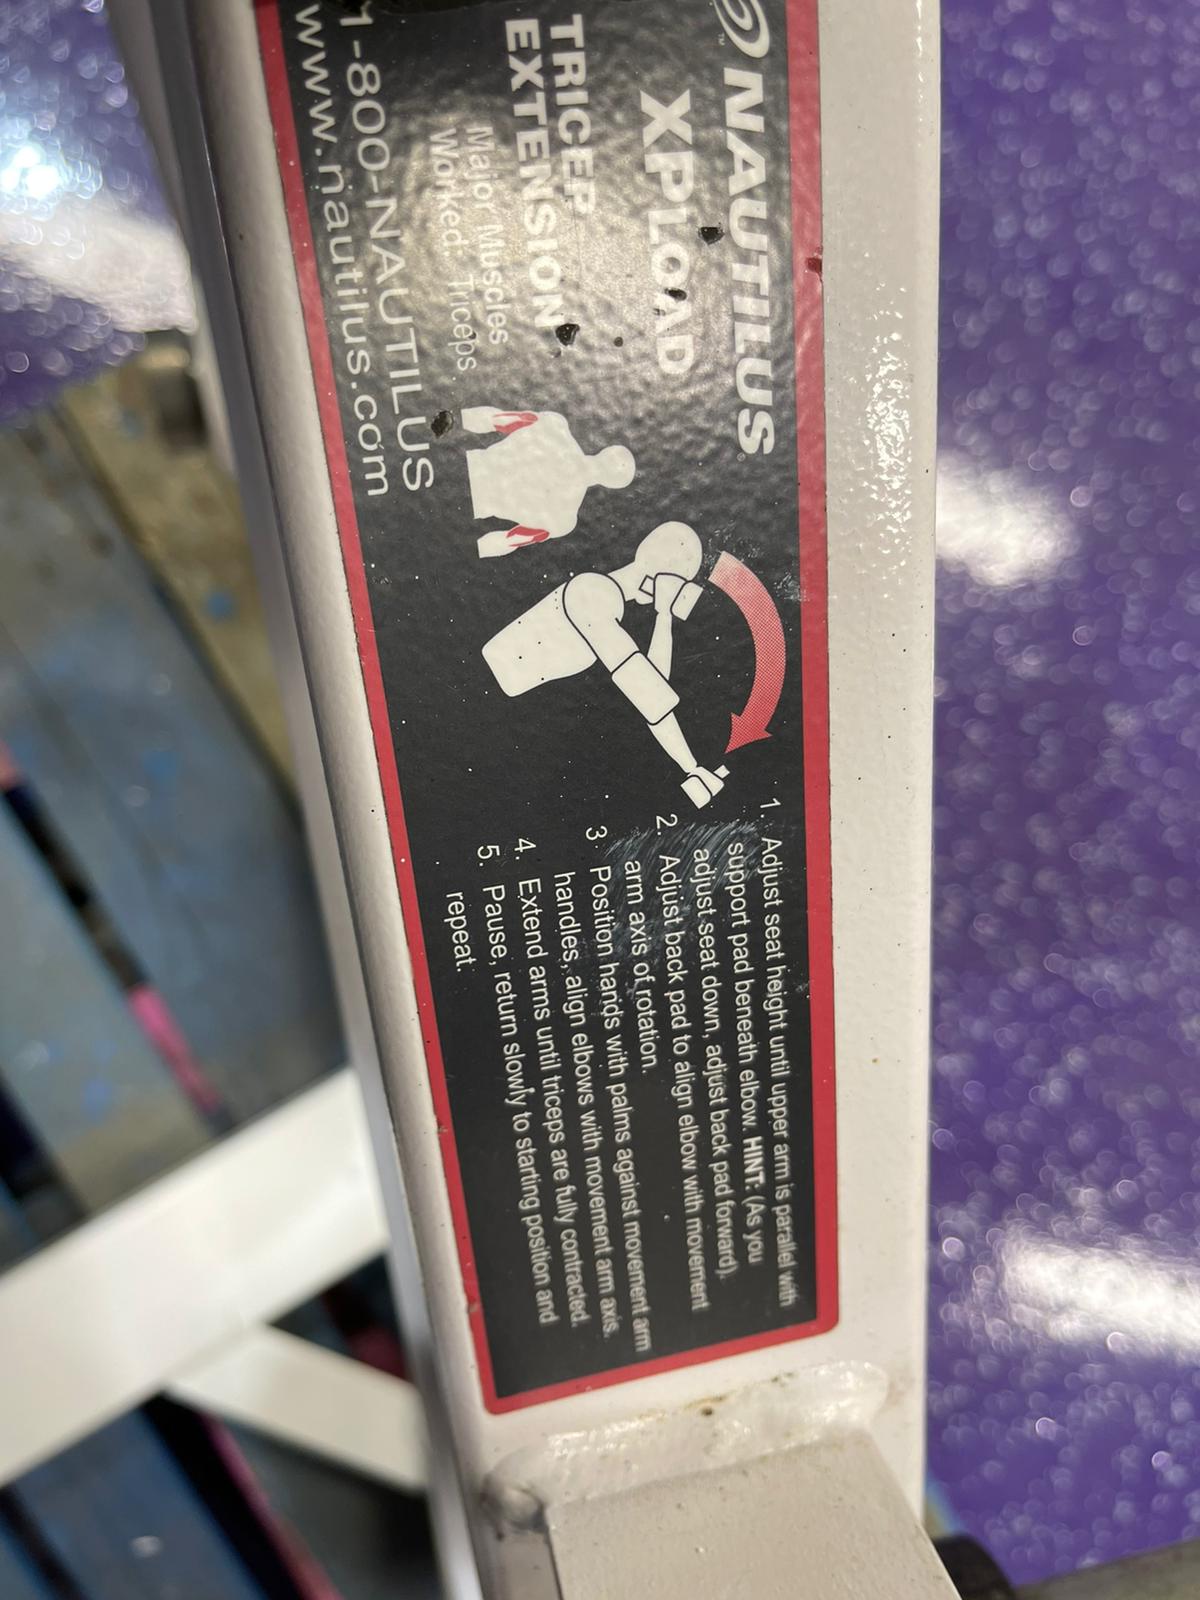 NAUTILUS
XPLOAD
TRICEP
EXTENSION
Major Muscles
Worked: Triceps
1-800-NAUTILUS
www.nautilus.com
1. Adjust seat height until upper arm is parallel with
support pad beneath elbow. HINT: (As you
adjust seat down, adjust back pad forward).
2. Adjust back pad to align elbow with movement
arm axis of rotation.
3. Position hands with palms against movement arm
handles, align elbows with movement arm axis.
4. Extend arms until triceps are fully contracted.
5. Pause, return slowly to starting position and
repeat.